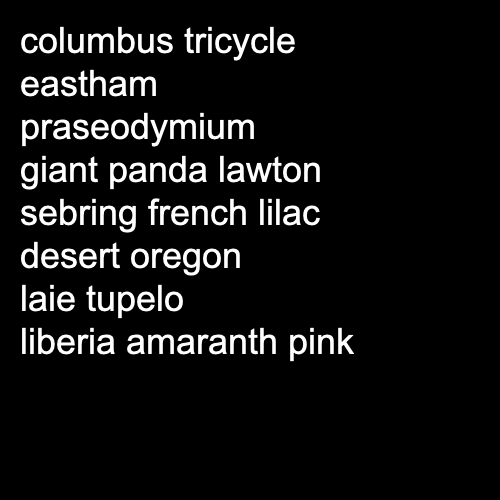 columbus tricycle
eastham
praseodymium
giant panda lawton
sebring french lilac
desert oregon
laie tupelo
liberia amaranth pink